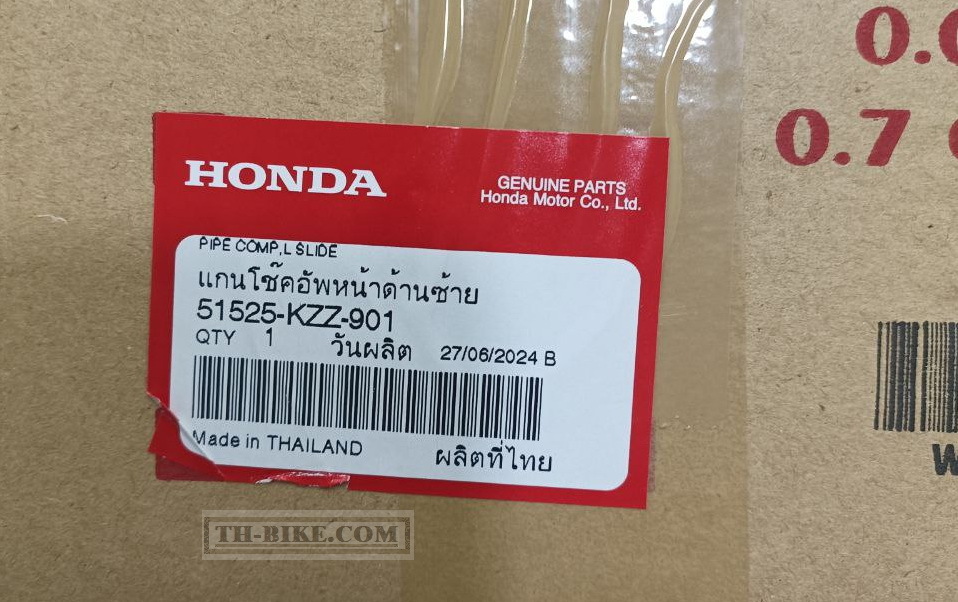 0.7
HONDA
GENUINE PARTS
Honda Motor Co., Ltd.
PIPE COMP,L SLIDE
แกนโช๊คอัพหน้าด้านซ้าย
51525-KZZ-901
QTY 1 วันผลิต 27/06/2024 B
Made in THAILAND ผลิตที่ไทย
TH-BIKE.COM